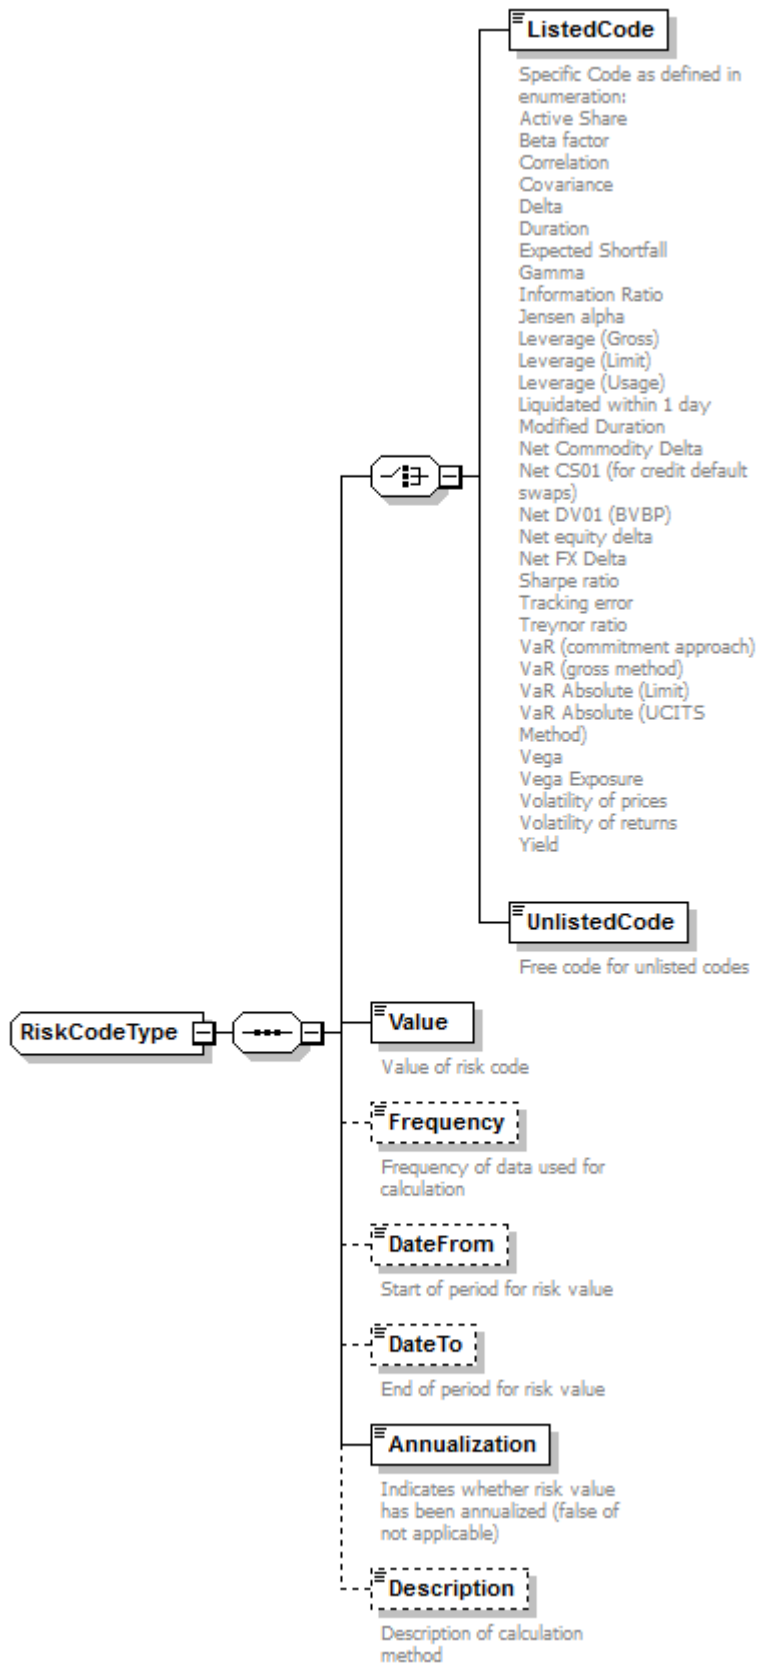 ListedCode
Specific Code as defined in
enumeration:
Active Share
Beta factor
Correlation
Covariance
Delta
Duration
Expected Shortfall
Gamma
Information Ratio
Jensen alpha
Leverage (Gross)
Leverage (Limit)
Leverage (Usage)
Liquidated within 1 day
Modified Duration
Net Commodity Delta
Net CS01 (for credit default
swaps)
Net DV01 (BVBP)
Net equity delta
Net FX Delta
Sharpe ratio
Tracking error
Treynor ratio
VaR (commitment approach)
VaR (gross method)
VaR Absolute (Limit)
VaR Absolute (UCITS
Method)
Vega
Vega Exposure
Volatility of prices
Volatility of returns
Yield
UnlistedCode
Free code for unlisted codes
RiskCodeType
Value
Value of risk code
Frequency
Frequency of data used for
calculation
DateFrom
Start of period for risk value
DateTo
End of period for risk value
Annualization
Indicates whether risk value
has been annualized (false of
not applicable)
Description
Description of calculation
method